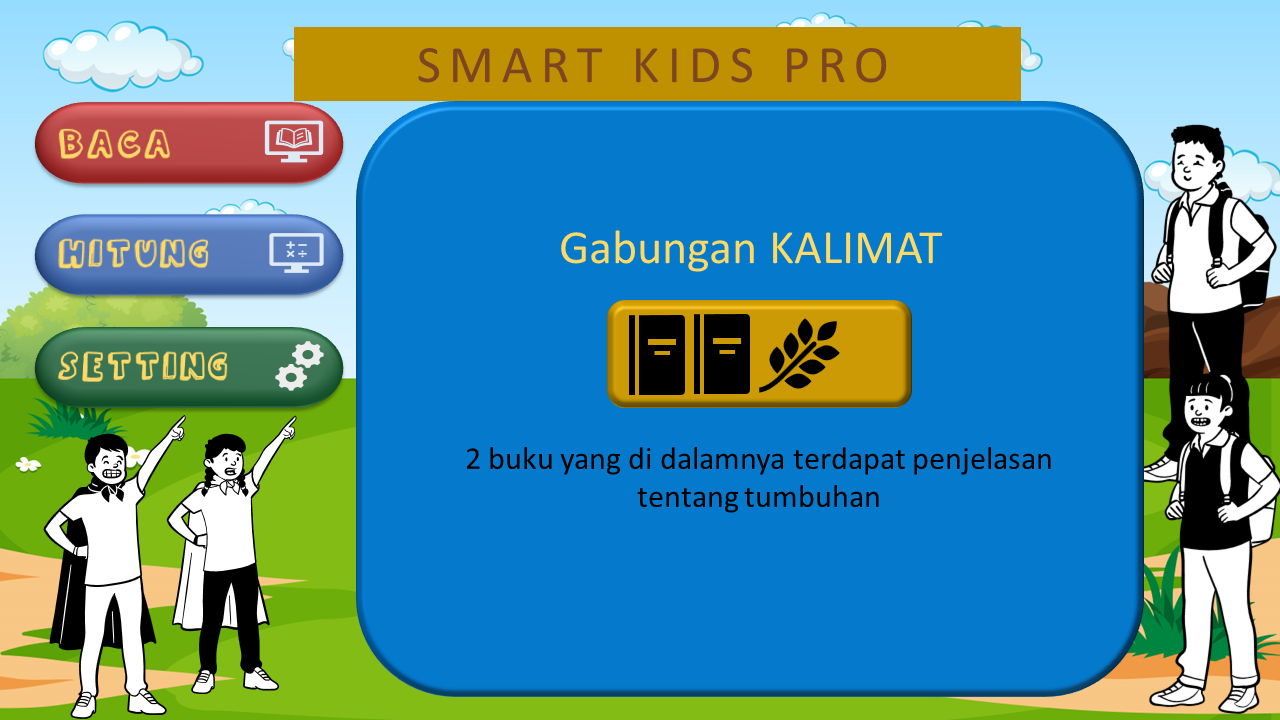 SMART KIDS PRO
BACA
HITUNG
SETTING
Gabungan KALIMAT
2 buku yang di dalamnya terdapat penjelasan
tentang tumbuhan